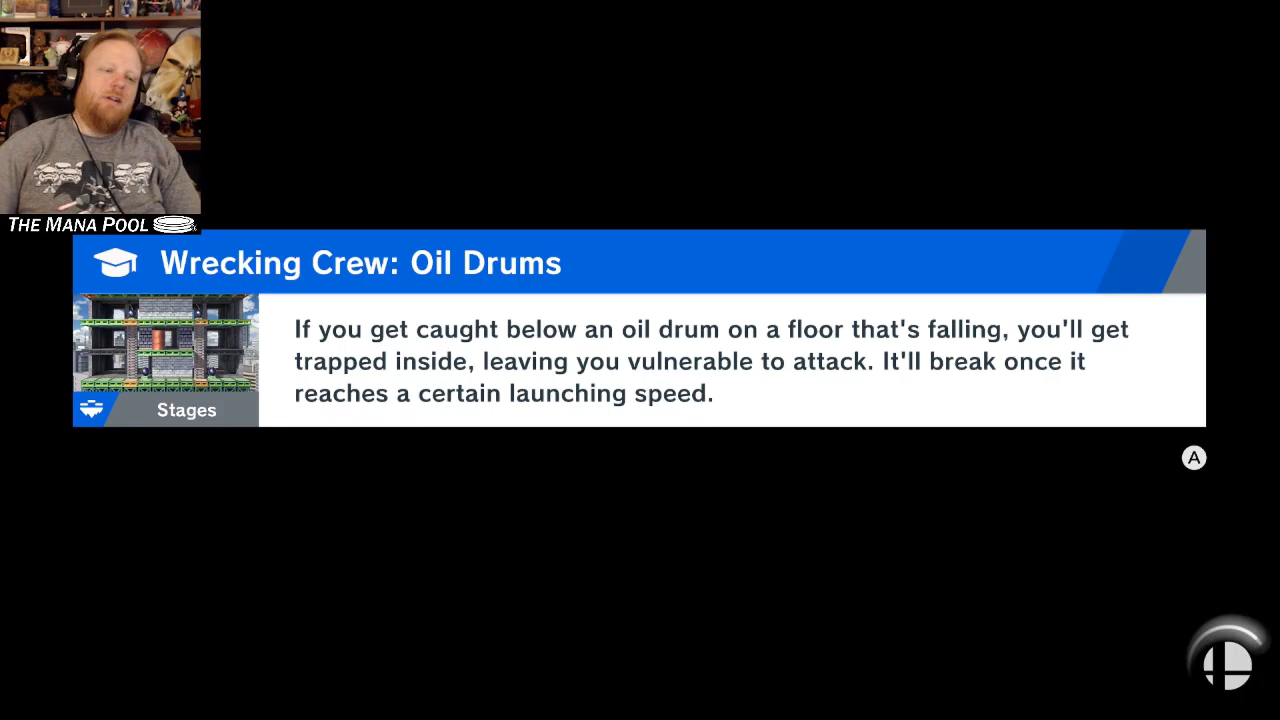 THE MANA POOL
Wrecking Crew: Oil Drums
If you get caught below an oil drum on a floor that's falling, you'll get
trapped inside, leaving you vulnerable to attack. It'll break once it
reaches a certain launching speed.
Stages
A